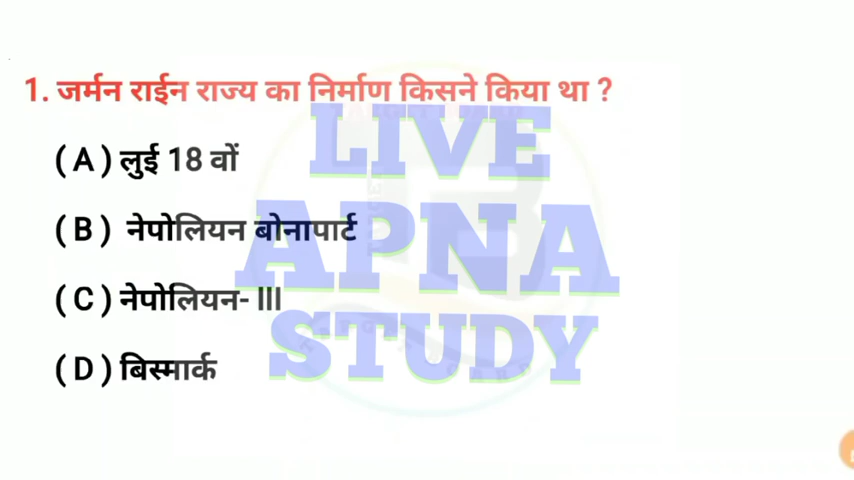 1. जर्मन राईन राज्य का निर्माण किसने किया था ?
( A ) लुई 18 वों
( B ) नेपोलियन बोनापार्ट
( C ) नेपोलियन- III
( D ) बिस्मार्क
LIVE
APNA
STUDY